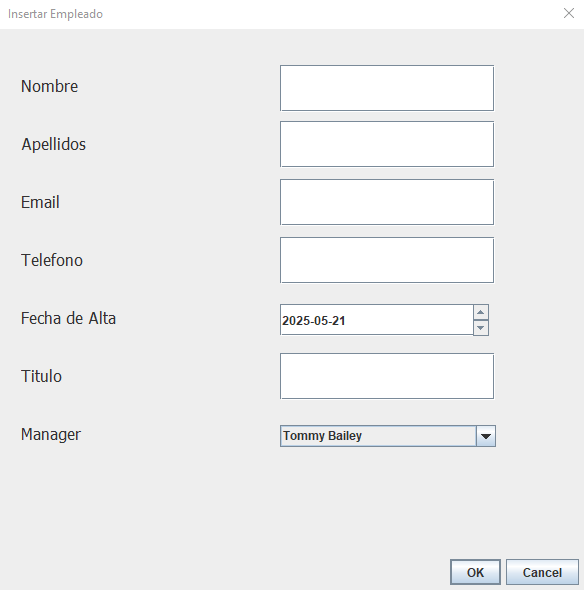 Insertar Empleado
Nombre
Apellidos
Email
Telefono
Fecha de Alta 2025-05-21
Titulo
Manager Tommy Bailey
OK Cancel